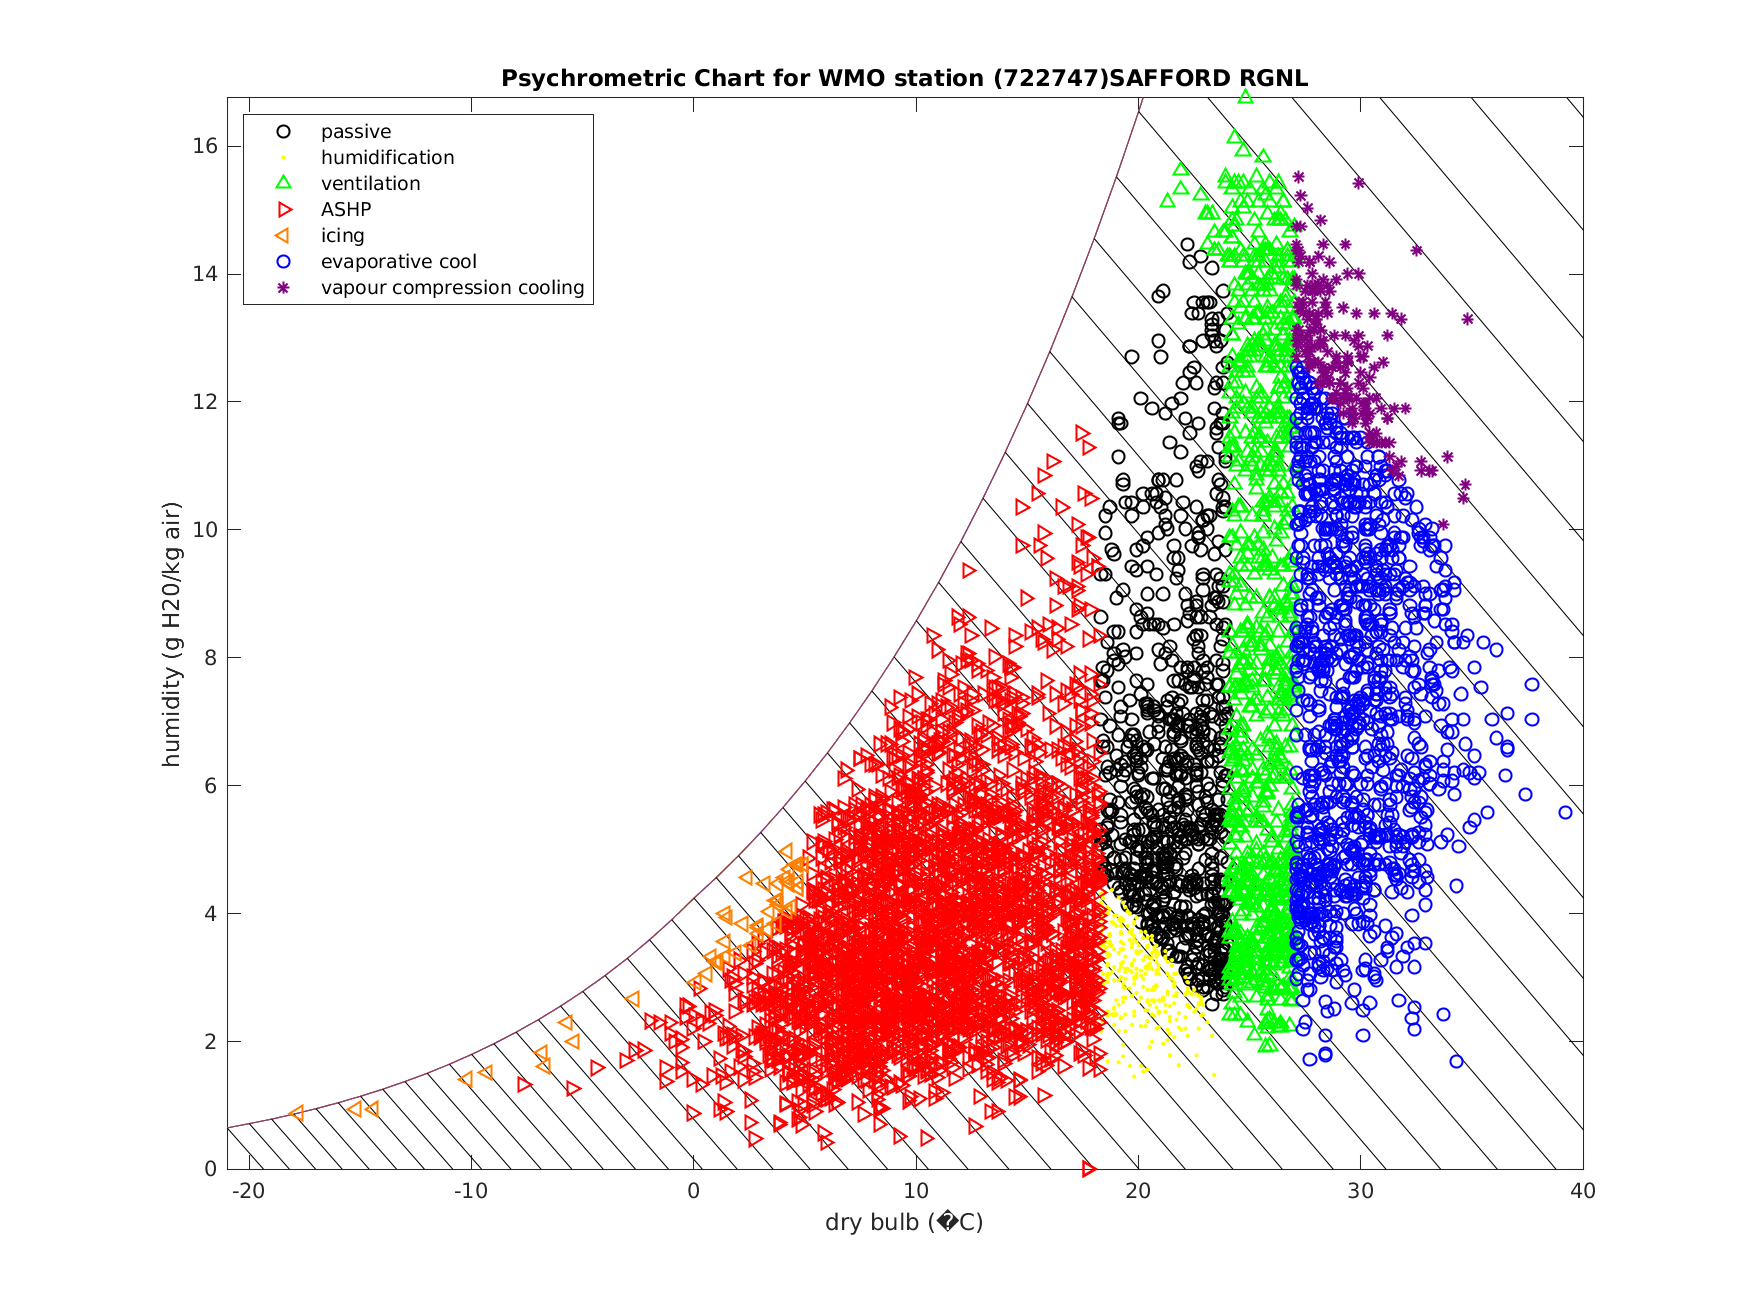 Psychrometric Chart for WMO station (722747)SAFFORD RGNL
passive
humidification
ventilation
ASHP
icing
evaporative cool
vapour compression cooling
humidity (g H20/kg air)
16
14
12
10
8
6
4
2
0
-20 -10 0 10 20 30 40
dry bulb (�C)